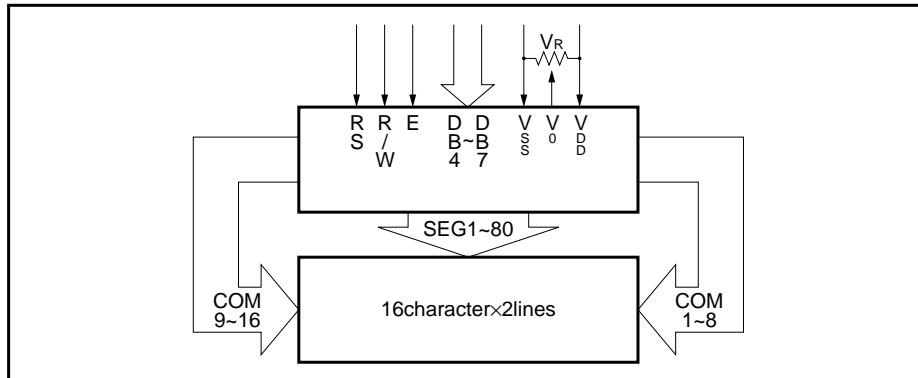 VR
RS
R/W
E
DB4~DB7
VSS
V0
VDD
SEG1~80
COM
9~16
16character×2lines
COM
1~8